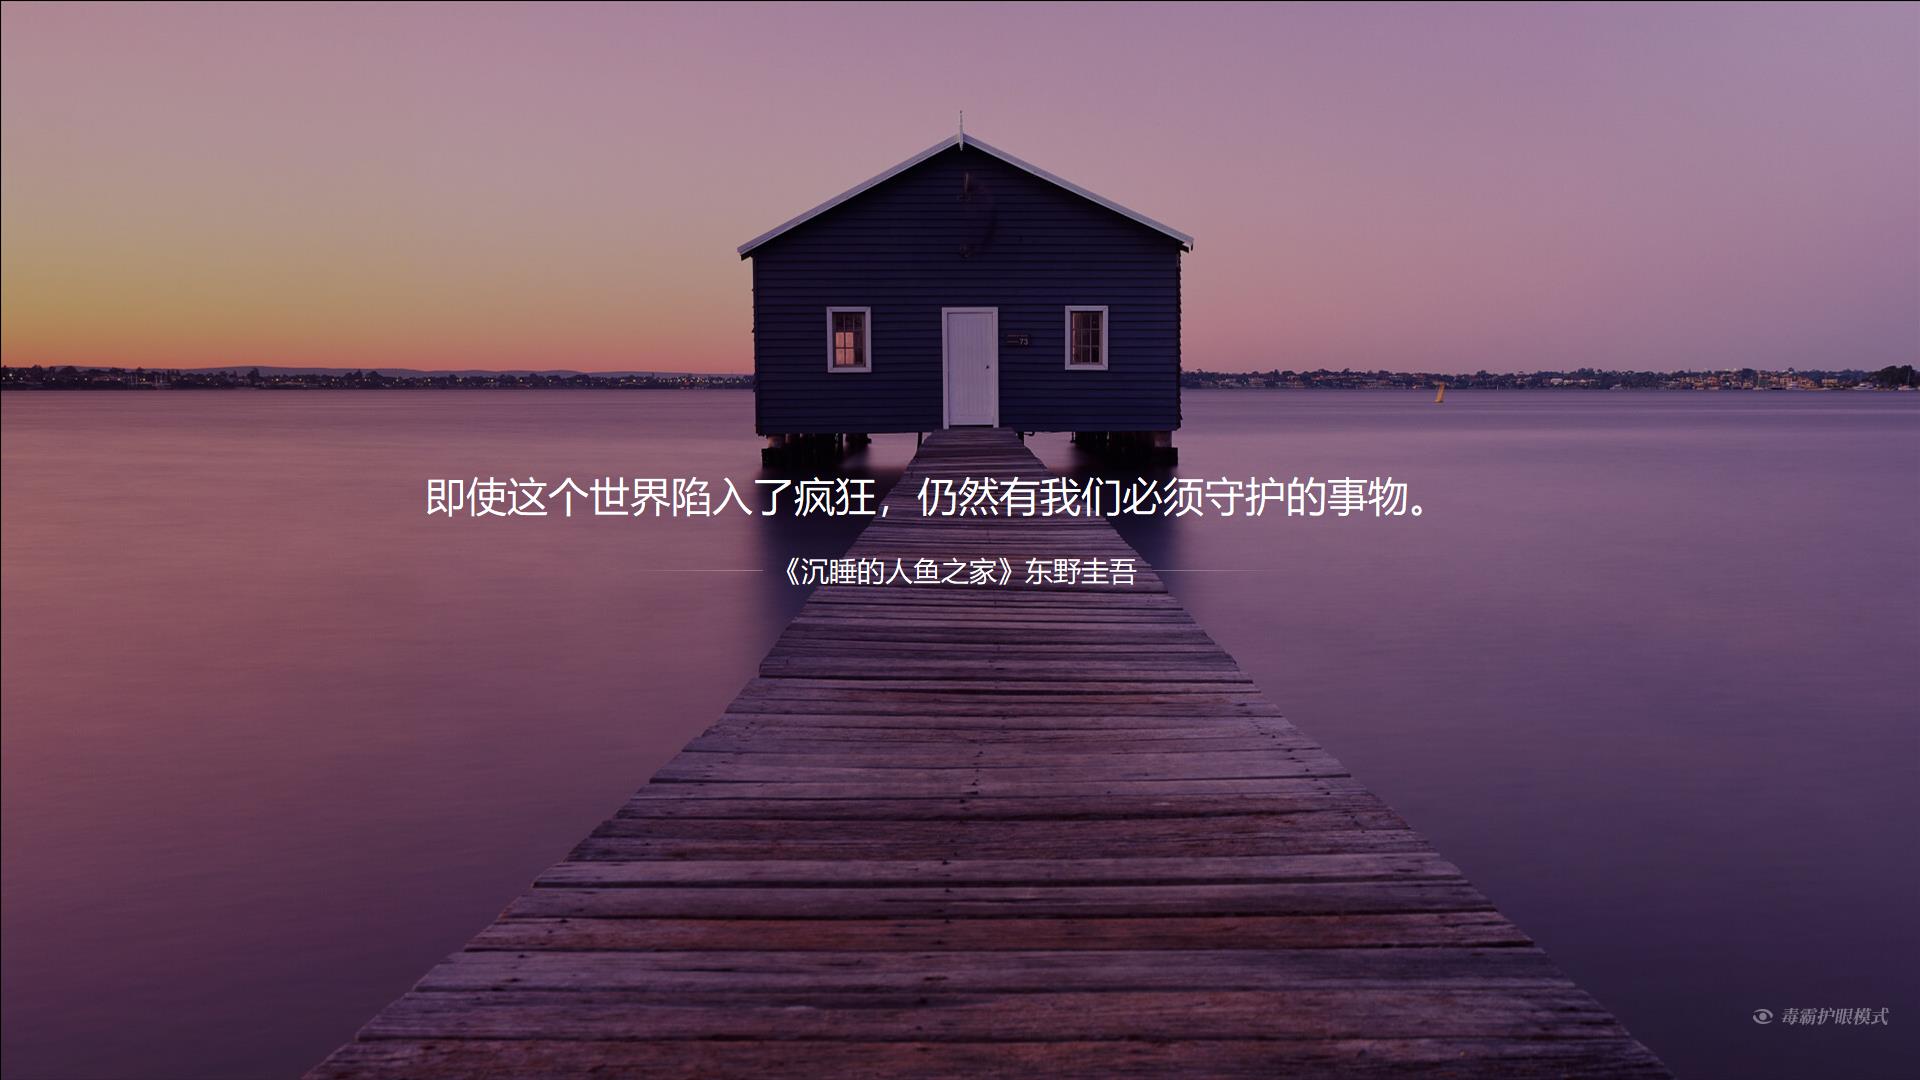 73
即使这个世界陷入了疯狂，仍然有我们必须守护的事物。
《沉睡的人鱼之家》东野圭吾
毒霸护眼模式